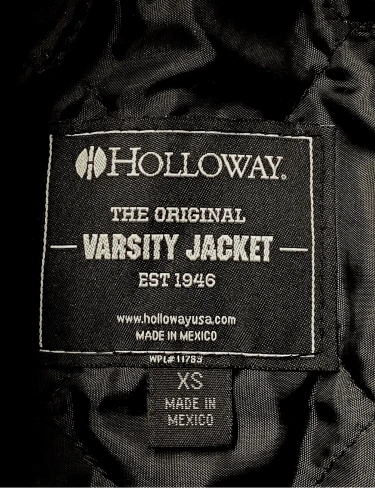 HOLLOWAY®
THE ORIGINAL
— VARSITY JACKET —
EST 1946
www.hollowayusa.com
MADE IN MEXICO
WPL# 11783
XS
MADE IN
MEXICO